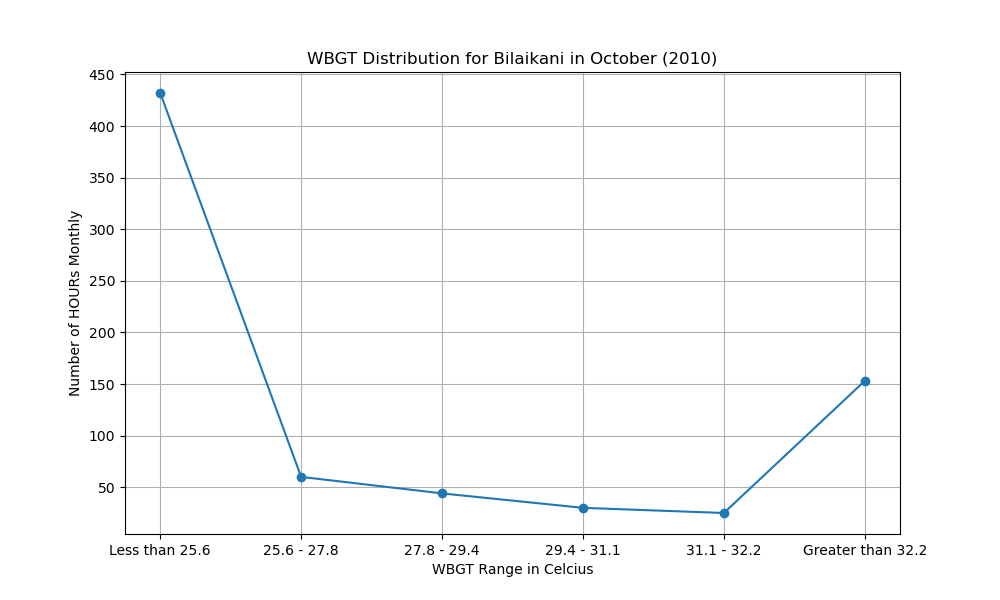 WBGT Distribution for Bilaikani in October (2010)
Number of HOURs Monthly
450
400
350
300
250
200
150
100
50
Less than 25.6
25.6 - 27.8
27.8 - 29.4
29.4 - 31.1
31.1 - 32.2
Greater than 32.2
WBGT Range in Celcius